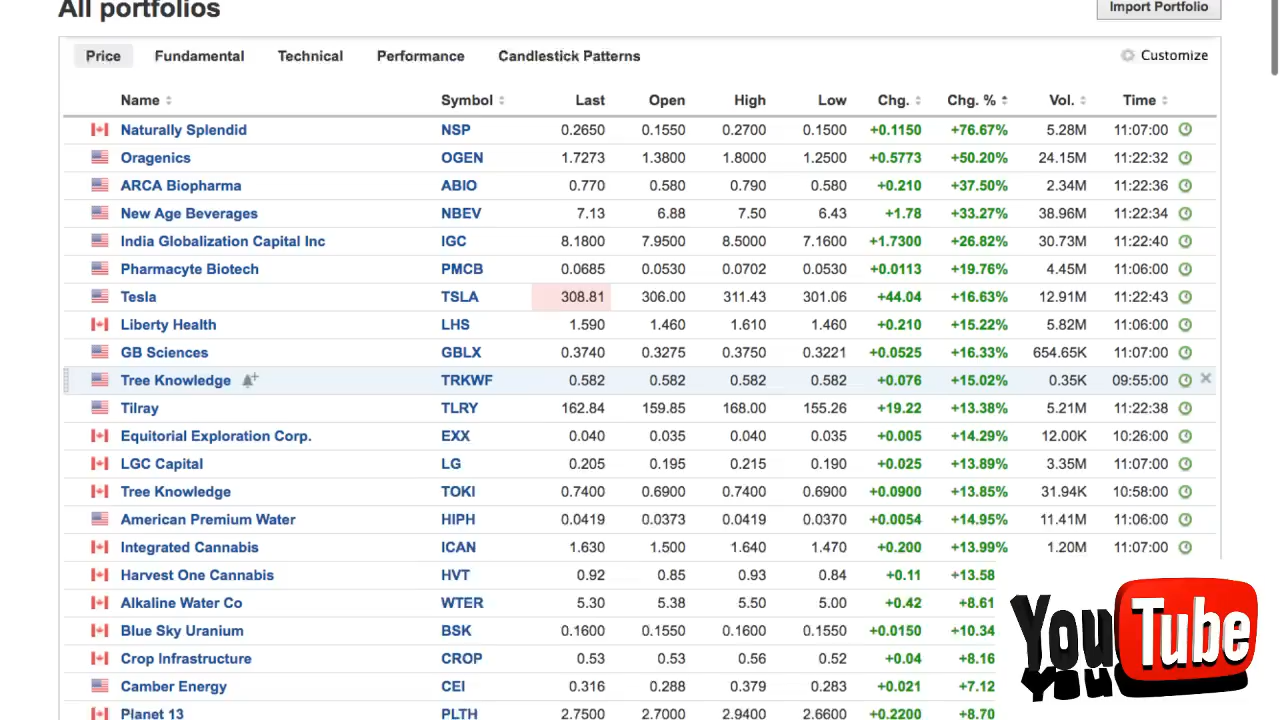 All portfolios
Import Portfolio
Price Fundamental Technical Performance Candlestick Patterns Customize
Name Symbol Last Open High Low Chg. Chg. % Vol. Time
Naturally Splendid NSP 0.2650 0.1550 0.2700 0.1500 +0.1150 +76.67% 5.28M 11:07:00
Oragenics OGEN 1.7273 1.3800 1.8000 1.2500 +0.5773 +50.20% 24.15M 11:22:32
ARCA Biopharma ABIO 0.770 0.580 0.790 0.580 +0.210 +37.50% 2.34M 11:22:36
New Age Beverages NBEV 7.13 6.88 7.50 6.43 +1.78 +33.27% 38.96M 11:22:34
India Globalization Capital Inc IGC 8.1800 7.9500 8.5000 7.1600 +1.7300 +26.82% 30.73M 11:22:40
Pharmacyte Biotech PMCB 0.0685 0.0530 0.0702 0.0530 +0.0113 +19.76% 4.45M 11:06:00
Tesla TSLA 308.81 306.00 311.43 301.06 +44.04 +16.63% 12.91M 11:22:43
Liberty Health LHS 1.590 1.460 1.610 1.460 +0.210 +15.22% 5.82M 11:06:00
GB Sciences GBLX 0.3740 0.3275 0.3750 0.3221 +0.0525 +16.33% 654.65K 11:07:00
Tree Knowledge TRKWF 0.582 0.582 0.582 0.582 +0.076 +15.02% 0.35K 09:55:00
Tilray TLRY 162.84 159.85 168.00 155.26 +19.22 +13.38% 5.21M 11:22:38
Equitorial Exploration Corp. EXX 0.040 0.035 0.040 0.035 +0.005 +14.29% 12.00K 10:26:00
LGC Capital LG 0.205 0.195 0.215 0.190 +0.025 +13.89% 3.35M 11:07:00
Tree Knowledge TOKI 0.7400 0.6900 0.7400 0.6900 +0.0900 +13.85% 31.94K 10:58:00
American Premium Water HIPH 0.0419 0.0373 0.0419 0.0370 +0.0054 +14.95% 11.41M 11:06:00
Integrated Cannabis ICAN 1.630 1.500 1.640 1.470 +0.200 +13.99% 1.20M 11:07:00
Harvest One Cannabis HVT 0.92 0.85 0.93 0.84 +0.11 +13.58
Alkaline Water Co WTER 5.30 5.38 5.50 5.00 +0.42 +8.61
Blue Sky Uranium BSK 0.1600 0.1550 0.1600 0.1550 +0.0150 +10.34
Crop Infrastructure CROP 0.53 0.53 0.56 0.52 +0.04 +8.16
Camber Energy CEI 0.316 0.288 0.379 0.283 +0.021 +7.12
Planet 13 PLTH 2.7500 2.7000 2.9400 2.6600 +0.2200 +8.70
YouTube